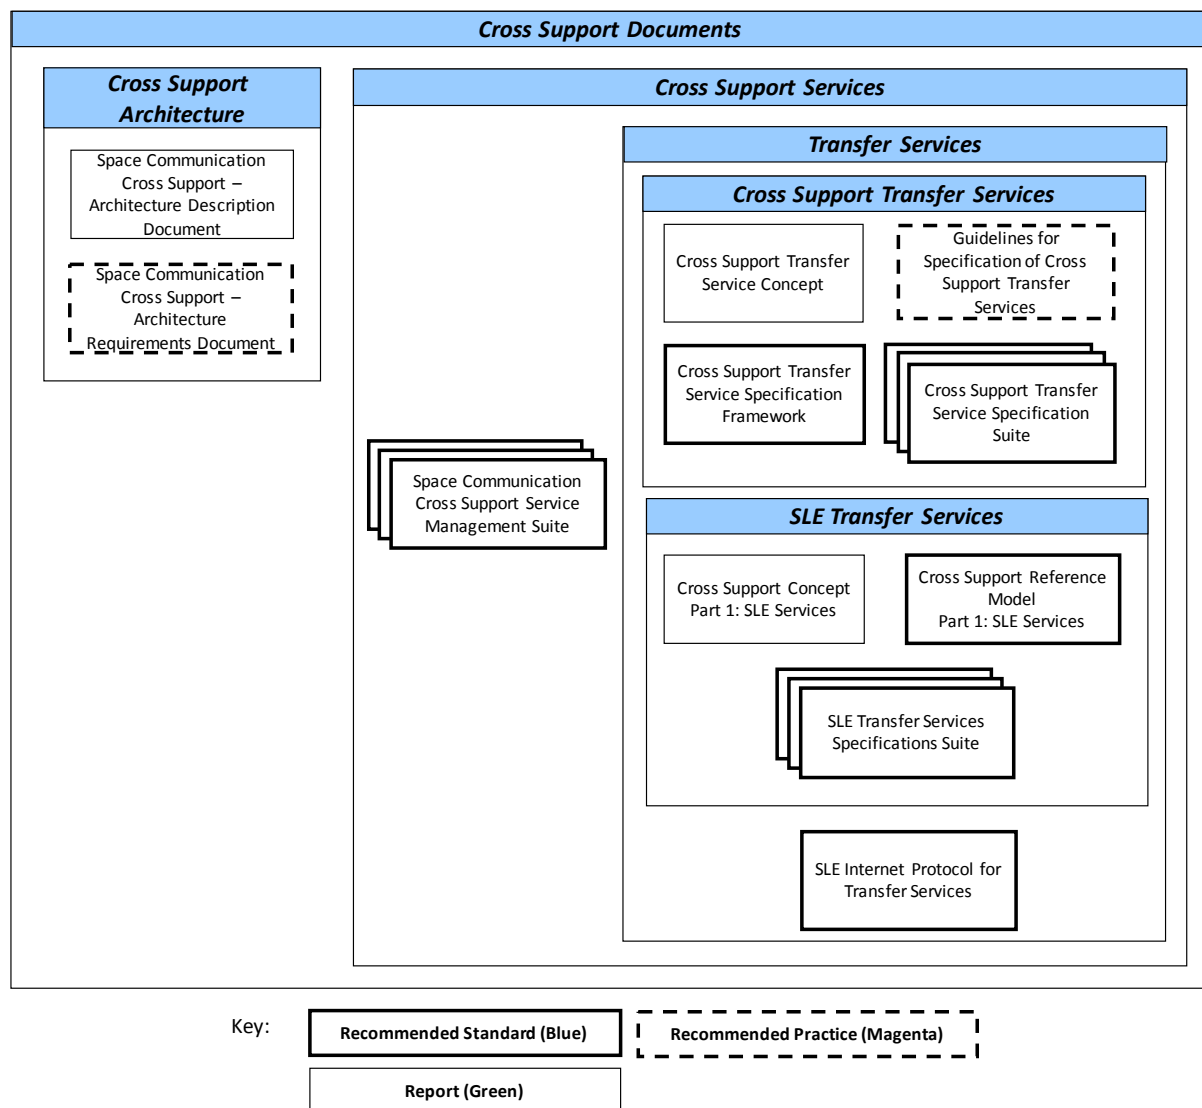 Cross Support Documents
Cross Support
Architecture
Space Communication
Cross Support –
Architecture Description
Document
Space Communication
Cross Support –
Architecture
Requirements Document
Cross Support Services
Space Communication
Cross Support Service
Management Suite
Transfer Services
Cross Support Transfer Services
Cross Support Transfer
Service Concept
Guidelines for
Specification of Cross
Support Transfer
Services
Cross Support Transfer
Service Specification
Framework
Cross Support Transfer
Service Specification
Suite
SLE Transfer Services
Cross Support Concept
Part 1: SLE Services
Cross Support Reference
Model
Part 1: SLE Services
SLE Transfer Services
Specifications Suite
SLE Internet Protocol for
Transfer Services
Key:
Recommended Standard (Blue)
Recommended Practice (Magenta)
Report (Green)